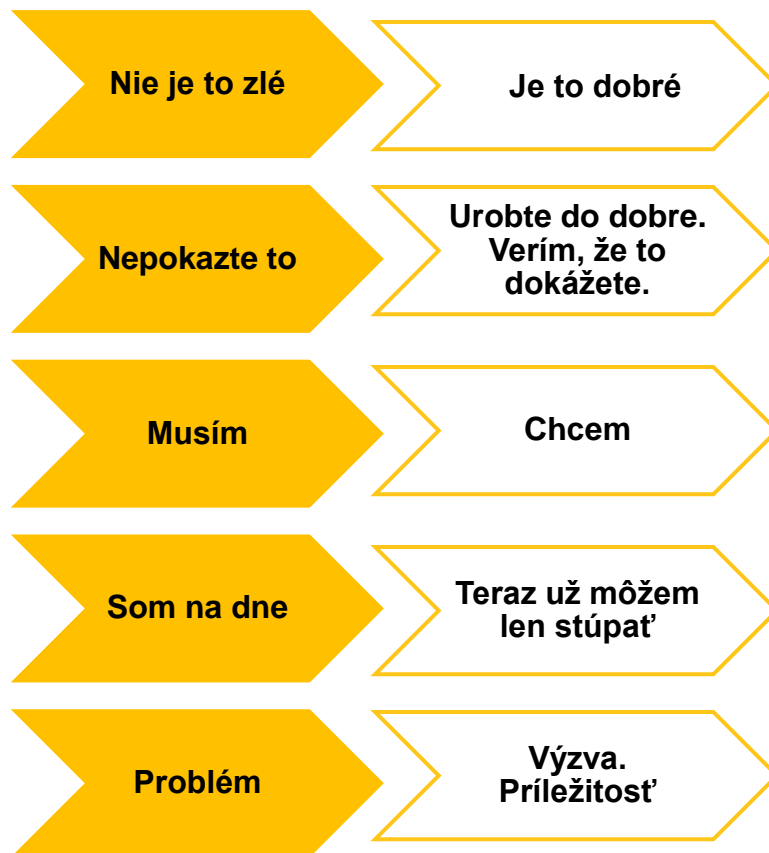 Nie je to zlé
Je to dobré
Nepokazte to
Urobte do dobre.
Verím, že to
dokážete.
Musím
Chcem
Som na dne
Teraz už môžem
len stúpať
Problém
Výzva.
Príležitosť